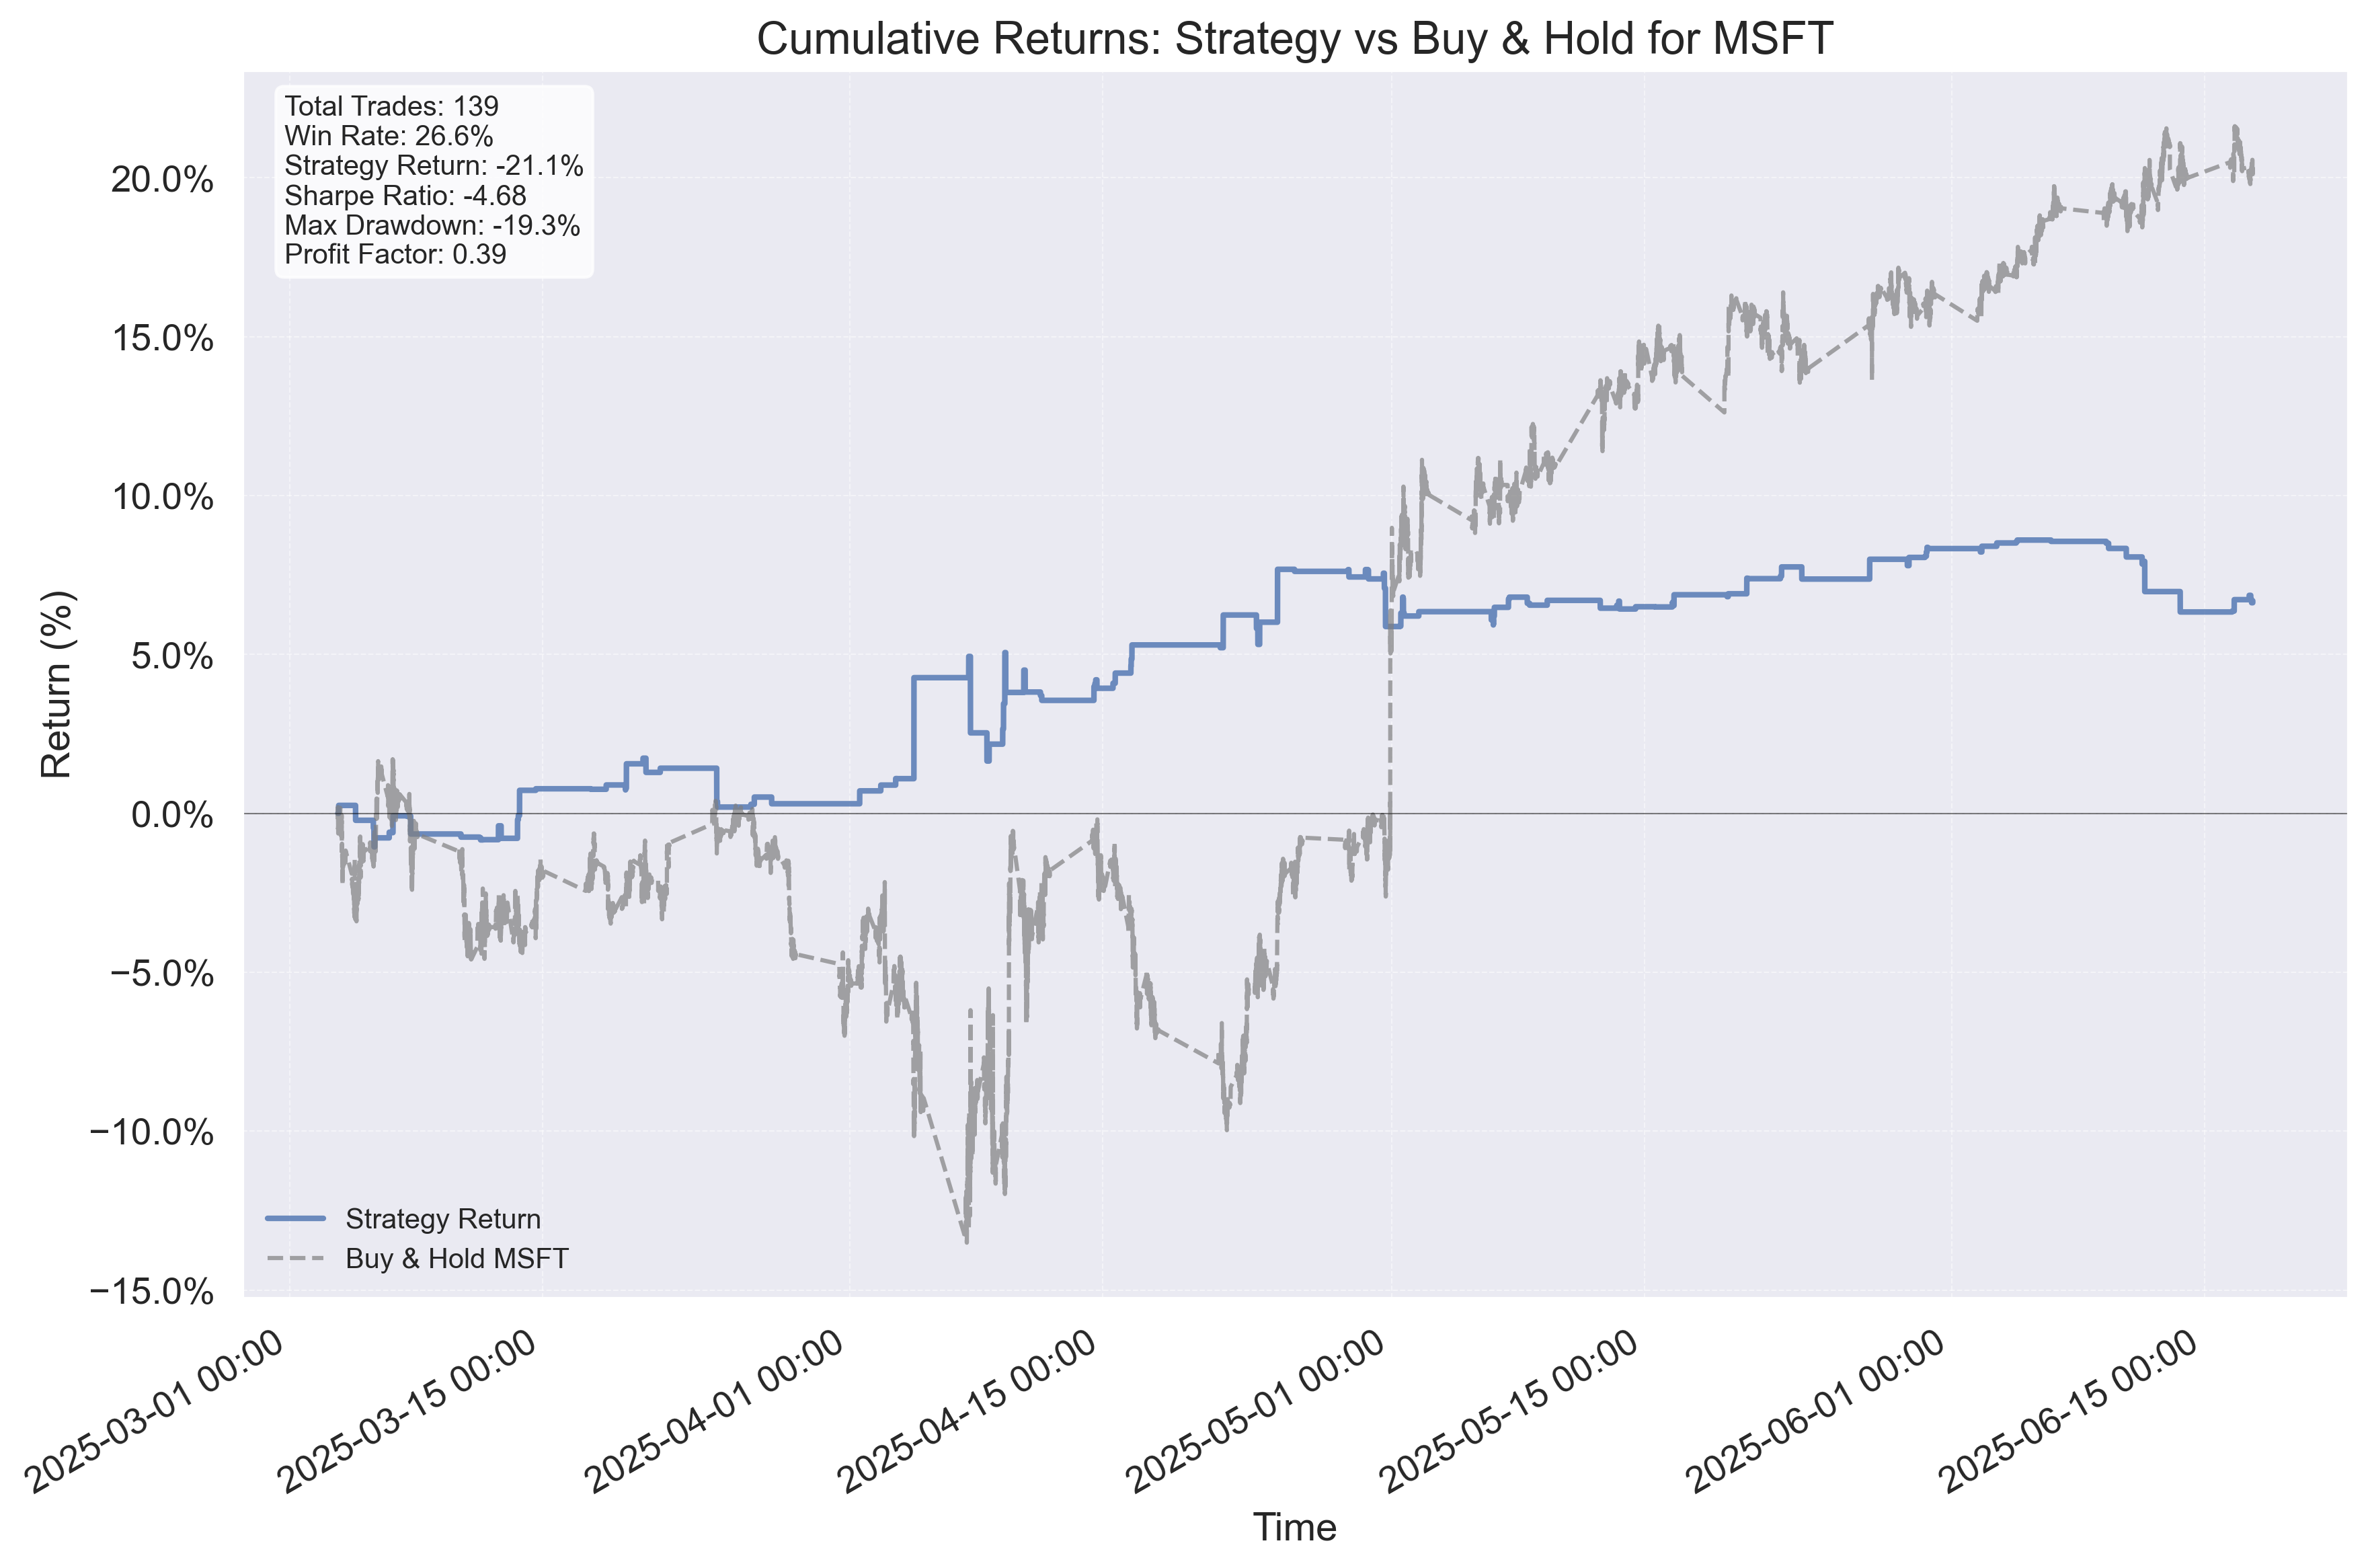 Cumulative Returns: Strategy vs Buy & Hold for MSFT
Total Trades: 139
Win Rate: 26.6%
Strategy Return: -21.1%
Sharpe Ratio: -4.68
Max Drawdown: -19.3%
Profit Factor: 0.39
Return (%)
20.0%
15.0%
10.0%
5.0%
0.0%
−5.0%
−10.0%
−15.0%
Strategy Return
Buy & Hold MSFT
2025-03-01 00:00
2025-03-15 00:00
2025-04-01 00:00
2025-04-15 00:00
2025-05-01 00:00
2025-05-15 00:00
2025-06-01 00:00
2025-06-15 00:00
Time